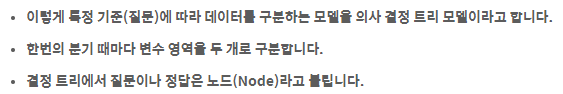 이렇게 특정 기준(질문)에 따라 데이터를 구분하는 모델을 의사 결정 트리 모델이라고 합니다.
한번의 분기 때마다 변수 영역을 두 개로 구분합니다.
결정 트리에서 질문이나 정답은 노드(Node)라고 불립니다.